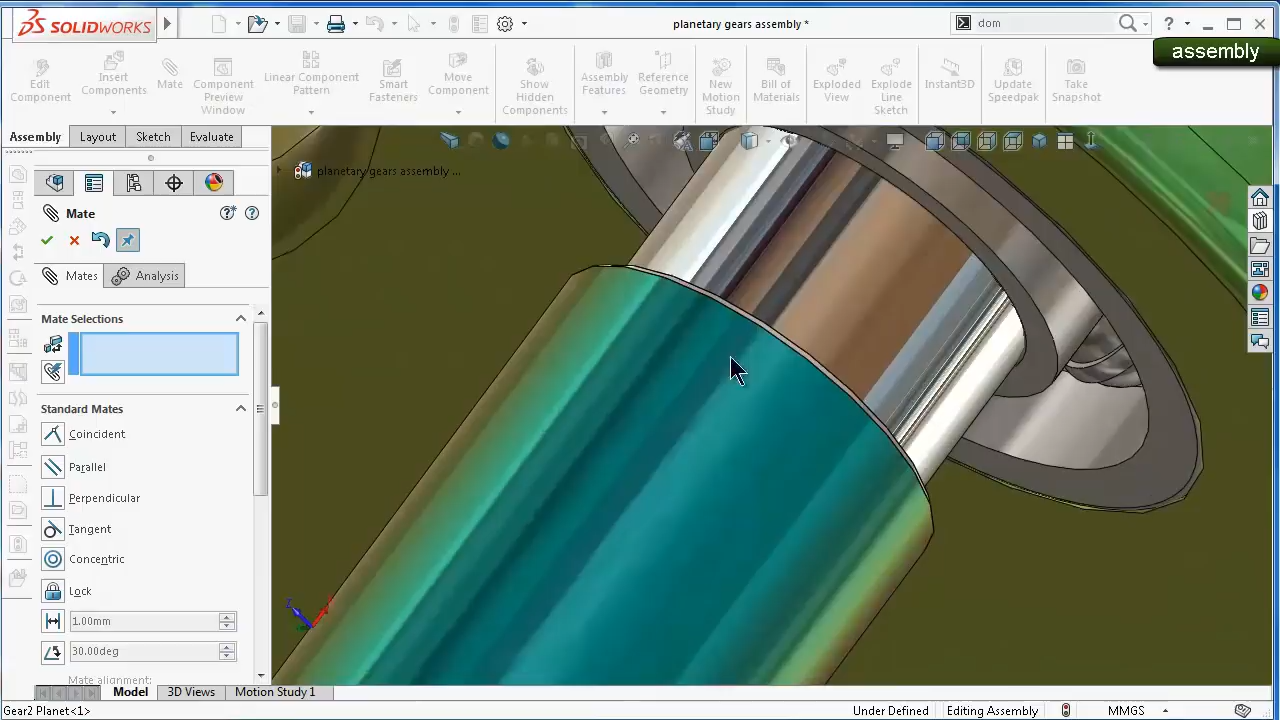 SOLIDWORKS
planetary gears assembly *
dom
assembly
Edit Component
Insert Components
Mate
Component Preview Window
Linear Component Pattern
Smart Fasteners
Move Component
Show Hidden Components
Assembly Features
Reference Geometry
New Motion Study
Bill of Materials
Exploded View
Explode Line Sketch
Instant3D
Update Speedpak
Take Snapshot
Assembly
Layout
Sketch
Evaluate
planetary gears assembly ...
Mate
Mates
Analysis
Mate Selections
Standard Mates
Coincident
Parallel
Perpendicular
Tangent
Concentric
Lock
1.00mm
30.00deg
Mate alignment:
Model
3D Views
Motion Study 1
Gear2 Planet<1>
Under Defined
Editing Assembly
MMGS